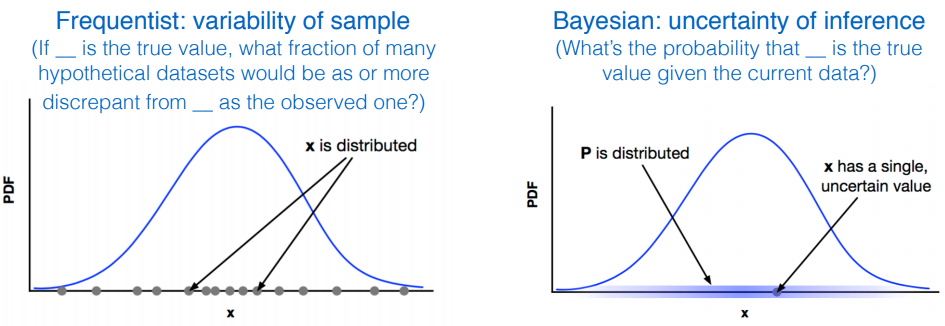 Frequentist: variability of sample
(If __ is the true value, what fraction of many
hypothetical datasets would be as or more
discrepant from __ as the observed one?)
PDF
x is distributed
x
Bayesian: uncertainty of inference
(What's the probability that __ is the true
value given the current data?)
PDF
P is distributed
x has a single,
uncertain value
x